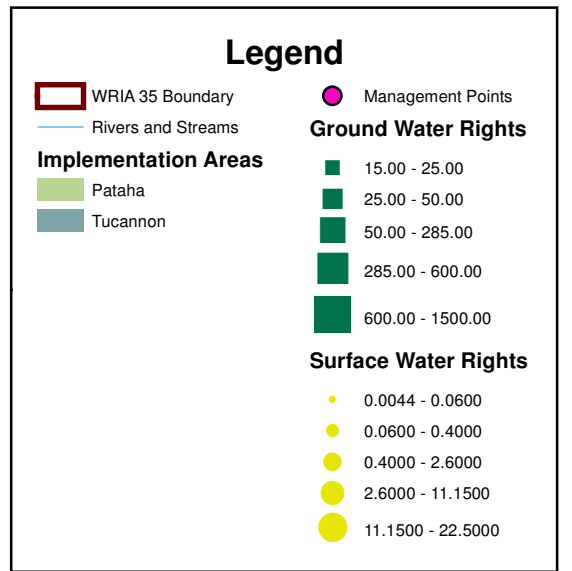 Legend
WRIA 35 Boundary
Rivers and Streams
Implementation Areas
Pataha
Tucannon
Management Points
Ground Water Rights
15.00 - 25.00
25.00 - 50.00
50.00 - 285.00
285.00 - 600.00
600.00 - 1500.00
Surface Water Rights
0.0044 - 0.0600
0.0600 - 0.4000
0.4000 - 2.6000
2.6000 - 11.1500
11.1500 - 22.5000